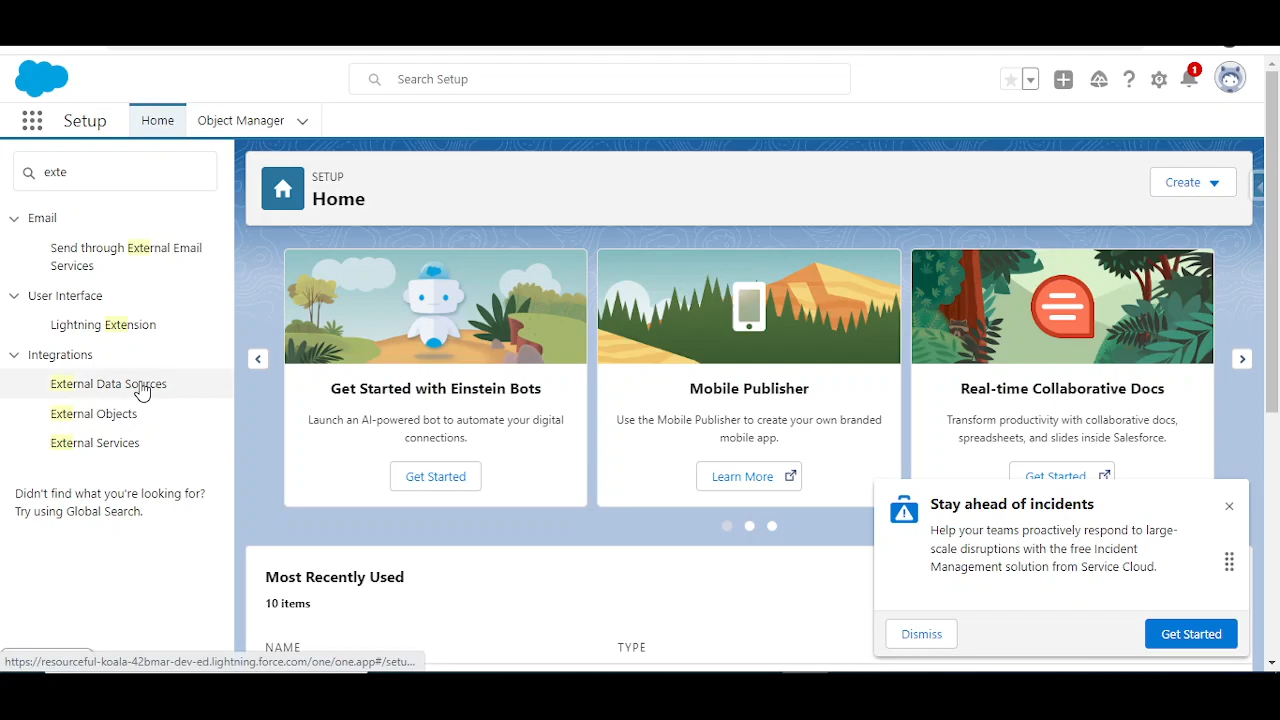 Search Setup
1
Setup
Home
Object Manager
exte
Email
Send through External Email
Services
User Interface
Lightning Extension
Integrations
External Data Sources
External Objects
External Services
Didn't find what you're looking for?
Try using Global Search.
SETUP
Home
Create
Get Started with Einstein Bots
Launch an AI-powered bot to automate your digital
connections.
Get Started
Mobile Publisher
Use the Mobile Publisher to create your own branded
mobile app.
Learn More
Real-time Collaborative Docs
Transform productivity with collaborative docs,
spreadsheets, and slides inside Salesforce.
Get Started
Stay ahead of incidents
Help your teams proactively respond to large-
scale disruptions with the free Incident
Management solution from Service Cloud.
Dismiss
Get Started
Most Recently Used
10 items
NAME
TYPE
https://resourceful-koala-42bmar-dev-ed.lightning.force.com/one/one.app#/setu...